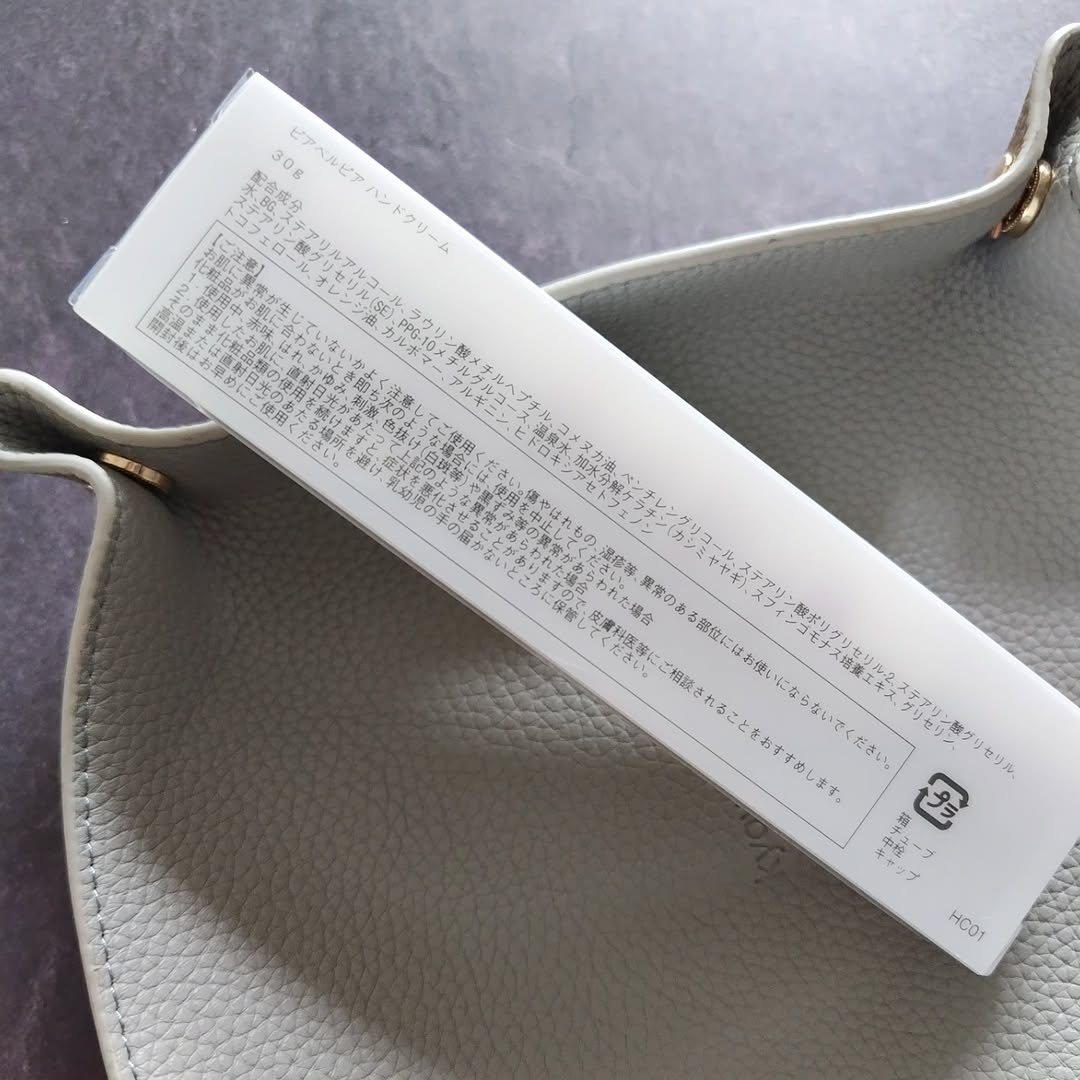 ピアベルピア ハンドクリーム
30g
配合成分
水、BG、ステアリルアルコール、ラウリン酸メチルヘプチル、コメヌカ油、ペンチレングリコール、ステアリン酸ポリグリセリル-2、ステアリン酸グリセリル、
ステアリン酸グリセリル(SE)、PPG-10メチルグルコース、温泉水、加水分解ケラチン(カシミヤヤギ)、スフィンゴモナス培養エキス、グリセリン、
トコフェロール、オレンジ油、カルボマー、アルギニン、ヒドロキシアセトフェノン
【ご注意】
お肌に異常が生じていないかよく注意してご使用ください。傷やはれもの、湿疹等、異常のある部位にはお使いにならないでください。
化粧品がお肌に合わないとき即ち次のような場合には、使用を中止してください。
1. 使用中、赤味、はれ、かゆみ、刺激、色抜け(白斑等)や黒ずみ等の異常があらわれた場合
2. 使用したお肌に、直射日光があたって上記のような異常があらわれた場合
そのまま化粧品類の使用を続けますと、症状を悪化させることがありますので、皮膚科医等にご相談されることをおすすめします。
高温または直射日光のあたる場所を避け、乳幼児の手の届かないところに保管してください。
開封後はお早めにご使用ください。
プラ
箱
チューブ
中栓
キャップ
HC01